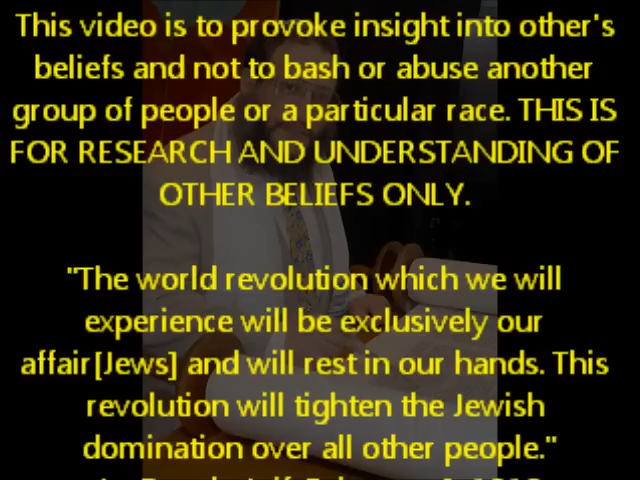 This video is to provoke insight into other's
beliefs and not to bash or abuse another
group of people or a particular race. THIS IS
FOR RESEARCH AND UNDERSTANDING OF
OTHER BELIEFS ONLY.
"The world revolution which we will
experience will be exclusively our
affair[Jews] and will rest in our hands. This
revolution will tighten the Jewish
domination over all other people."